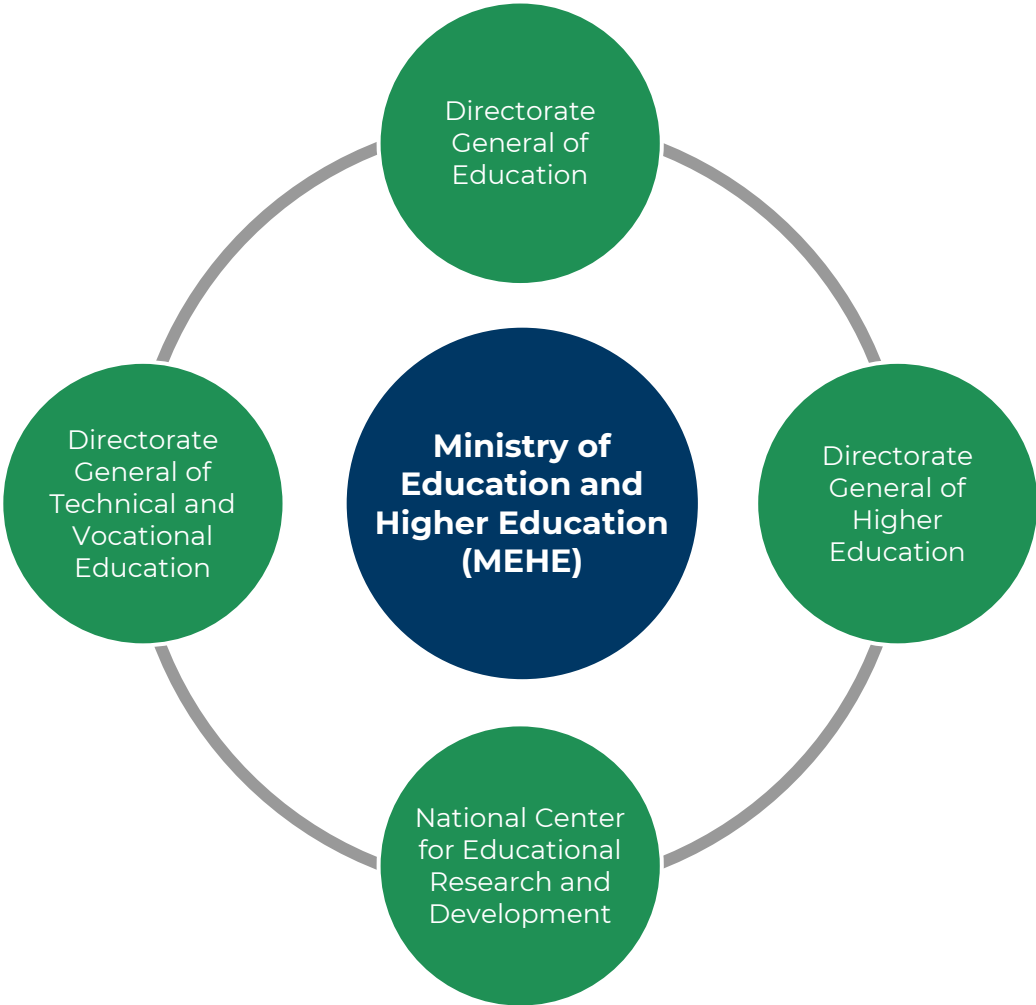 Directorate
General of
Education
Directorate
General of
Technical and
Vocational
Education
Ministry of
Education and
Higher Education
(MEHE)
Directorate
General of
Higher
Education
National Center
for Educational
Research and
Development